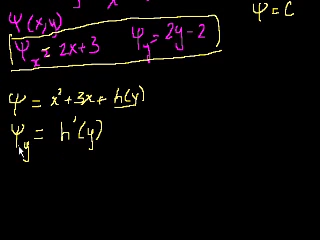 Ψ(x,y)
Ψ = C
Ψx = 2x+3 Ψy = 2y-2
Ψ = x² + 3x + h(y)
Ψy = h'(y)